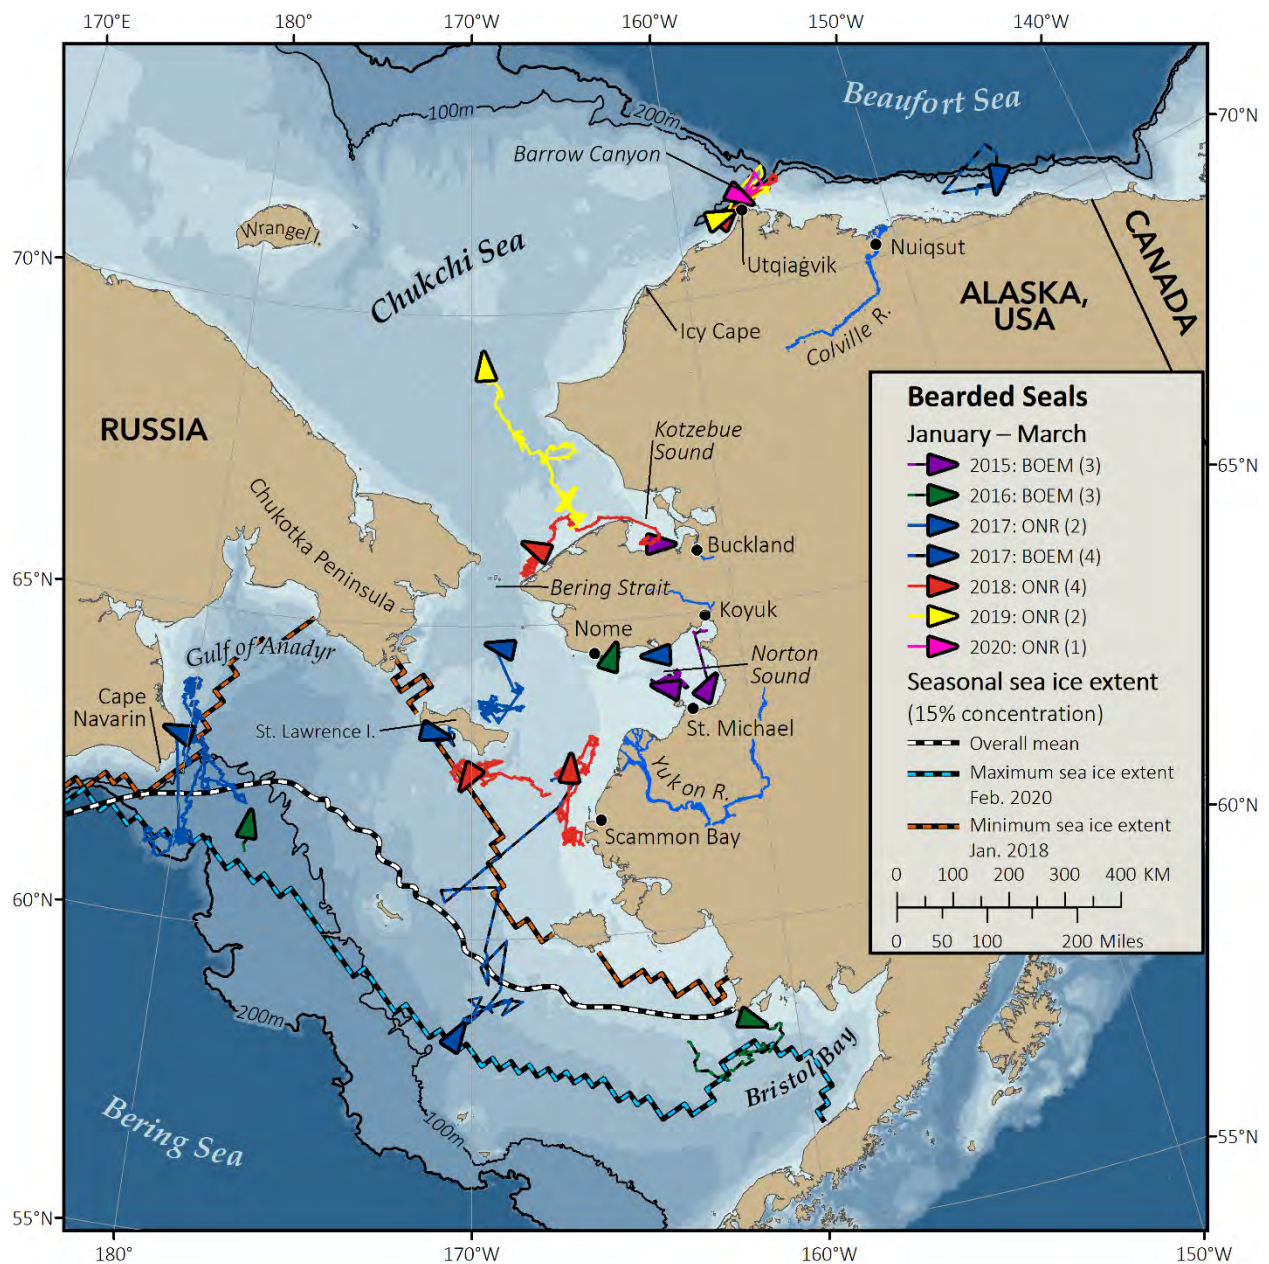 170°E 180° 170°W 160°W 150°W 140°W
Beaufort Sea
100m
200m
70°N
Barrow Canyon
Wrangel I.
CANADA
Chukchi Sea
Nuiqsut
70°N
Utqiaġvik
ALASKA,
USA
Icy Cape
Colville R.
RUSSIA
Kotzebue
Sound
65°N
Chukotka Peninsula
Buckland
65°N
Bering Strait
Koyuk
Nome
Gulf of Anadyr
Norton
Sound
Cape
Navarin
St. Lawrence I.
St. Michael
Yukon R.
60°N
Scammon Bay
60°N
200m
Bristol Bay
Bering Sea
100m
55°N
55°N
180° 170°W 160°W 150°W
Bearded Seals
January – March
2015: BOEM (3)
2016: BOEM (3)
2017: ONR (2)
2017: BOEM (4)
2018: ONR (4)
2019: ONR (2)
2020: ONR (1)
Seasonal sea ice extent
(15% concentration)
Overall mean
Maximum sea ice extent
Feb. 2020
Minimum sea ice extent
Jan. 2018
0 100 200 300 400 KM
0 50 100 200 Miles